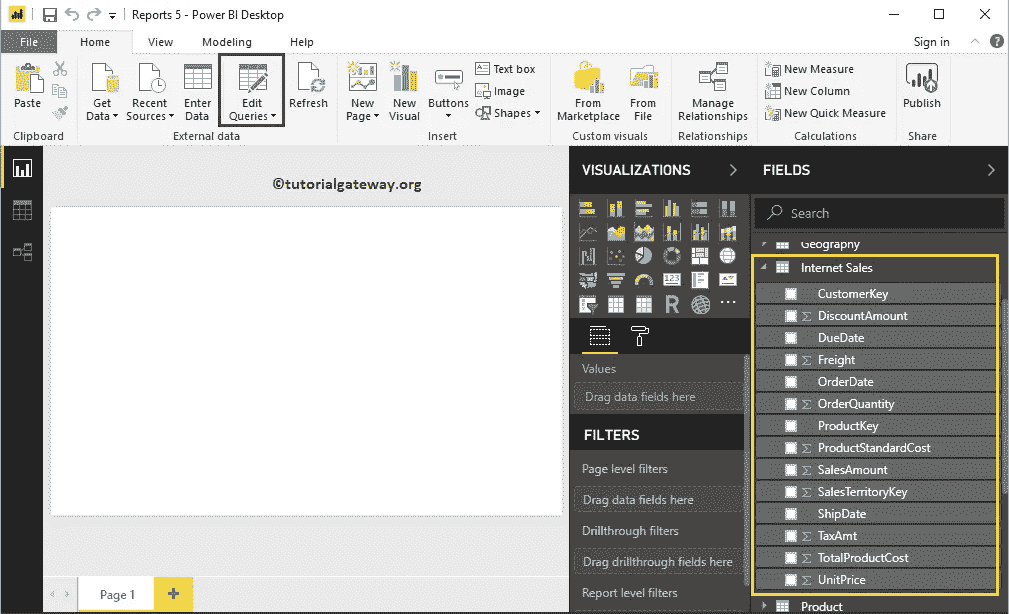 Reports 5 - Power BI Desktop
File
Home
View
Modeling
Help
Sign in
Paste
Get
Data
Recent
Sources
Enter
Data
Edit
Queries
Refresh
New
Page
New
Visual
Buttons
Text box
Image
Shapes
From
Marketplace
From
File
Manage
Relationships
New Measure
New Column
New Quick Measure
Publish
Clipboard
External data
Insert
Custom visuals
Relationships
Calculations
Share
©tutorialgateway.org
Page 1
VISUALIZATIONS
123
R
Values
Drag data fields here
FILTERS
Page level filters
Drag data fields here
Drillthrough filters
Drag drillthrough fields here
Report level filters
FIELDS
Search
Geography
Internet Sales
CustomerKey
Σ DiscountAmount
DueDate
Σ Freight
OrderDate
Σ OrderQuantity
ProductKey
Σ ProductStandardCost
Σ SalesAmount
Σ SalesTerritoryKey
ShipDate
Σ TaxAmt
Σ TotalProductCost
Σ UnitPrice
Product